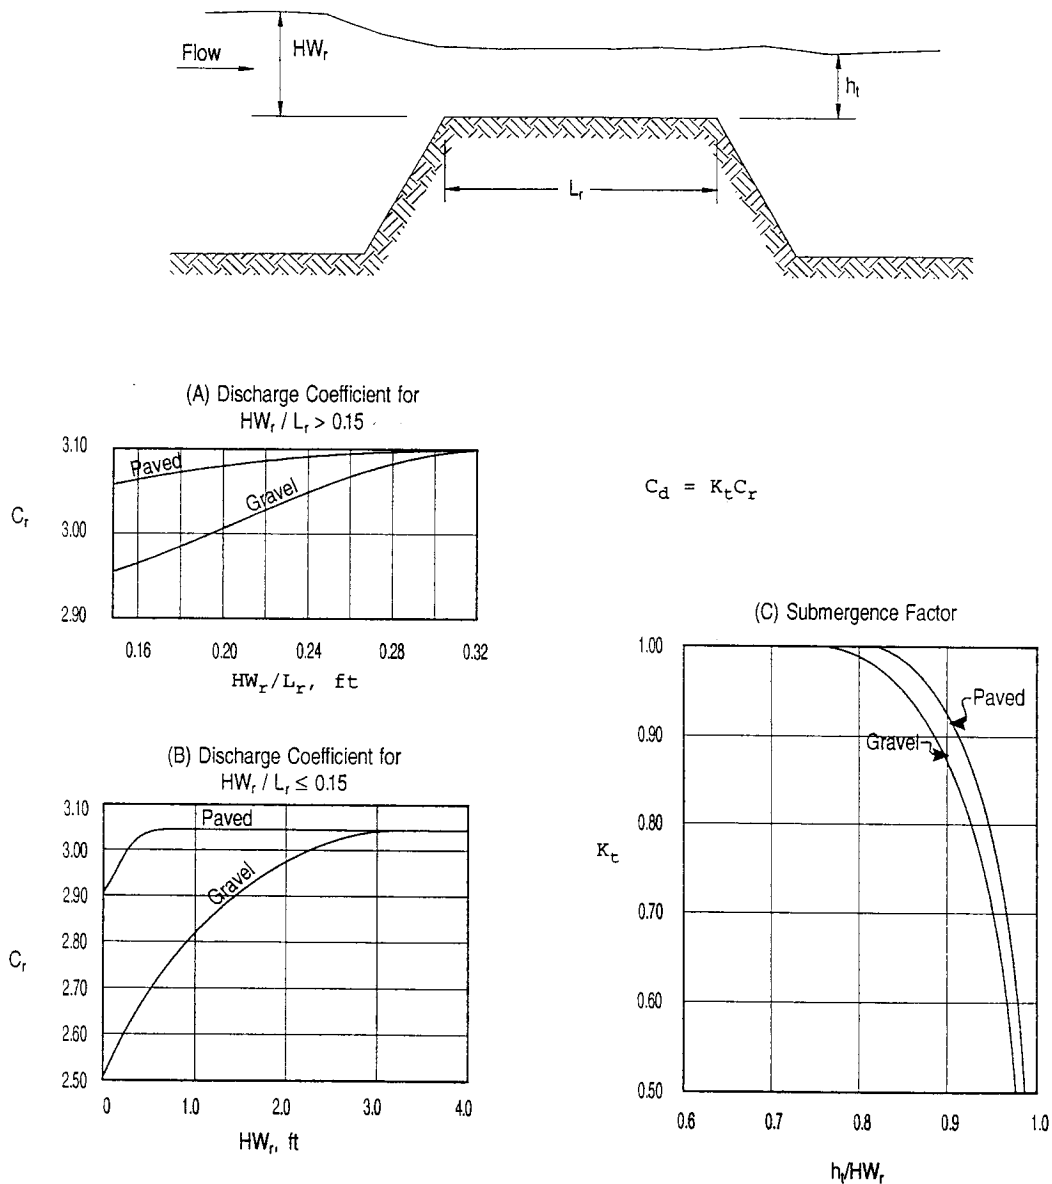 Flow
HWr
ht
Lr
(A) Discharge Coefficient for
HWr / Lr > 0.15
3.10
3.00
2.90
Cr
Paved
Gravel
0.16 0.20 0.24 0.28 0.32
HWr/Lr, ft
Cd = KtCr
(B) Discharge Coefficient for
HWr / Lr ≤ 0.15
3.10
3.00
2.90
2.80
2.70
2.60
2.50
Cr
Paved
Gravel
0 1.0 2.0 3.0 4.0
HWr, ft
(C) Submergence Factor
1.00
0.90
0.80
0.70
0.60
0.50
Kt
Paved
Gravel
0.6 0.7 0.8 0.9 1.0
ht/HWr